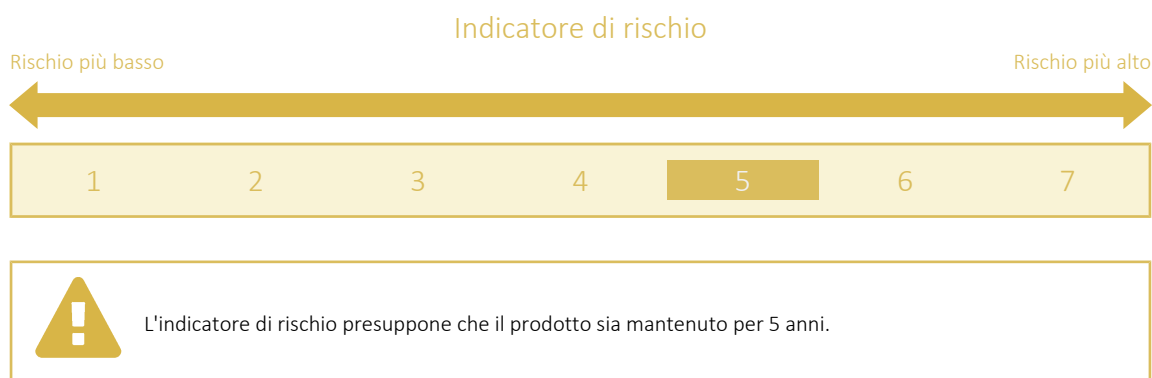 Indicatore di rischio
Rischio più basso Rischio più alto
1 2 3 4 5 6 7
L'indicatore di rischio presuppone che il prodotto sia mantenuto per 5 anni.